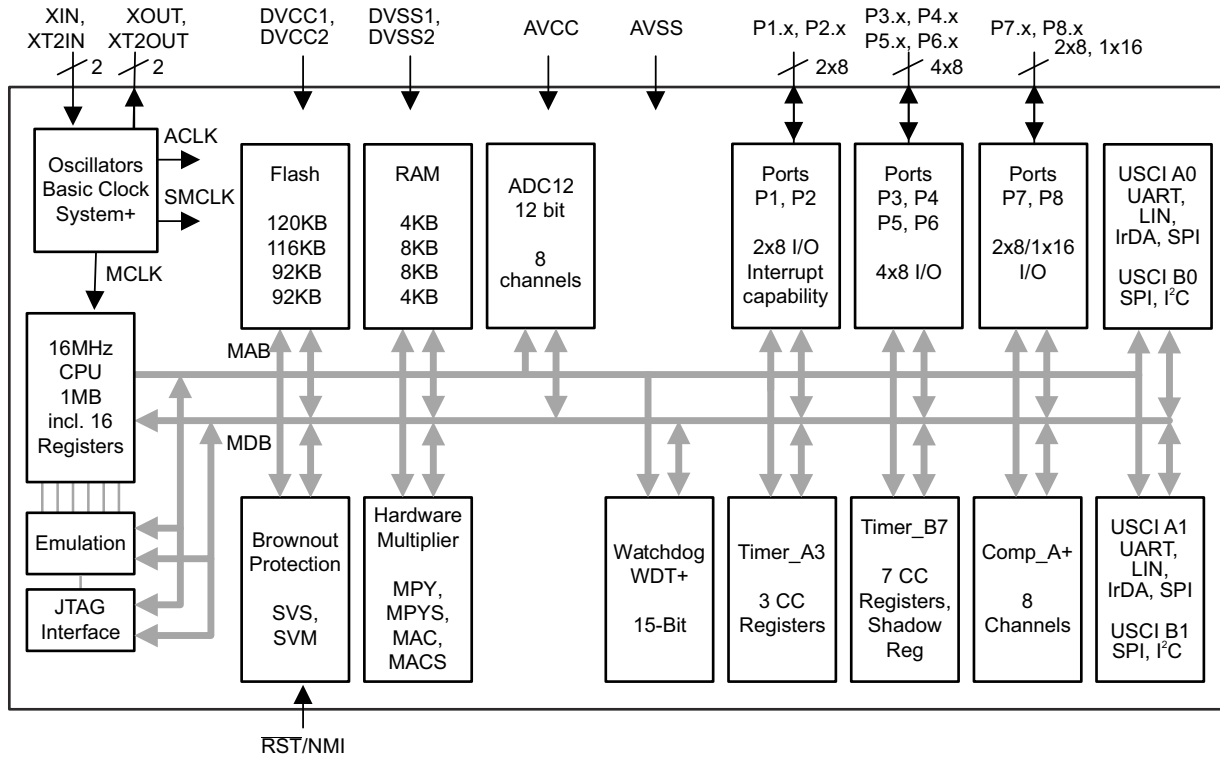 XIN,
XT2IN
2
XOUT,
XT2OUT
2
DVCC1,
DVCC2
DVSS1,
DVSS2
AVCC
AVSS
P1.x, P2.x
2x8
P3.x, P4.x
P5.x, P6.x
4x8
P7.x, P8.x
2x8, 1x16
Oscillators
Basic Clock
System+
ACLK
SMCLK
MCLK
Flash
120KB
116KB
92KB
92KB
RAM
4KB
8KB
8KB
4KB
ADC12
12 bit
8
channels
Ports
P1, P2
2x8 I/O
Interrupt
capability
Ports
P3, P4
P5, P6
4x8 I/O
Ports
P7, P8
2x8/1x16
I/O
USCI A0
UART,
LIN,
IrDA, SPI
USCI B0
SPI, I²C
16MHz
CPU
1MB
incl. 16
Registers
MAB
MDB
Emulation
JTAG
Interface
Brownout
Protection
SVS,
SVM
Hardware
Multiplier
MPY,
MPYS,
MAC,
MACS
Watchdog
WDT+
15-Bit
Timer_A3
3 CC
Registers
Timer_B7
7 CC
Registers,
Shadow
Reg
Comp_A+
8
Channels
USCI A1
UART,
LIN,
IrDA, SPI
USCI B1
SPI, I²C
RST/NMI